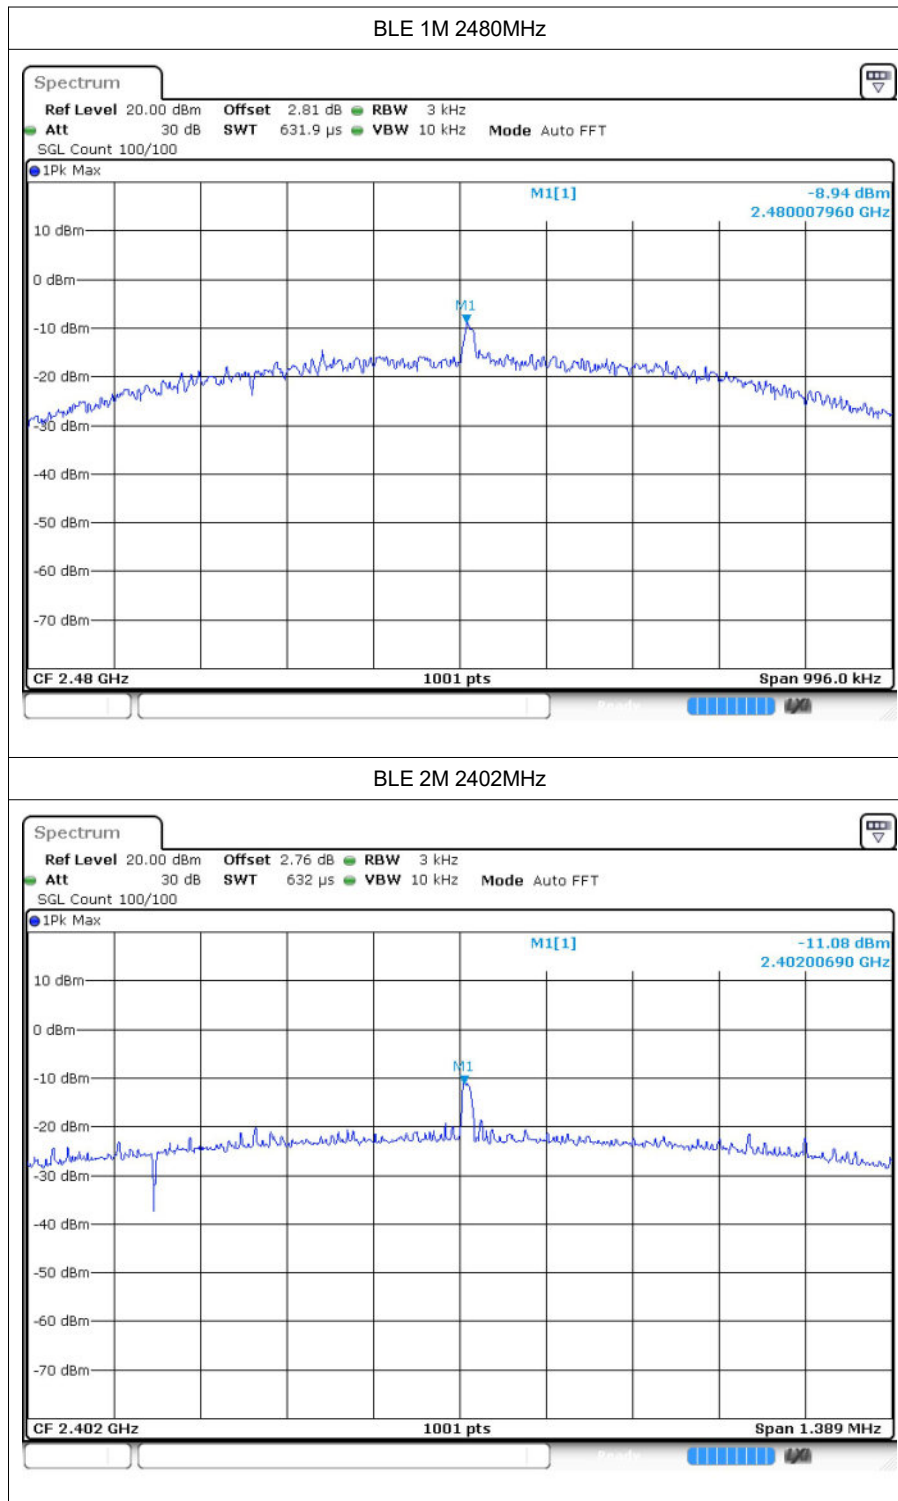 BLE 1M 2480MHz
Spectrum
Ref Level 20.00 dBm Offset 2.81 dB RBW 3 kHz
Att 30 dB SWT 631.9 µs VBW 10 kHz Mode Auto FFT
SGL Count 100/100
1Pk Max
M1[1] -8.94 dBm
2.480007960 GHz
10 dBm
0 dBm
M1
-10 dBm
-20 dBm
-30 dBm
-40 dBm
-50 dBm
-60 dBm
-70 dBm
CF 2.48 GHz 1001 pts Span 996.0 kHz
Ready
BLE 2M 2402MHz
Spectrum
Ref Level 20.00 dBm Offset 2.76 dB RBW 3 kHz
Att 30 dB SWT 632 µs VBW 10 kHz Mode Auto FFT
SGL Count 100/100
1Pk Max
M1[1] -11.08 dBm
2.40200690 GHz
10 dBm
0 dBm
M1
-10 dBm
-20 dBm
-30 dBm
-40 dBm
-50 dBm
-60 dBm
-70 dBm
CF 2.402 GHz 1001 pts Span 1.389 MHz
Ready